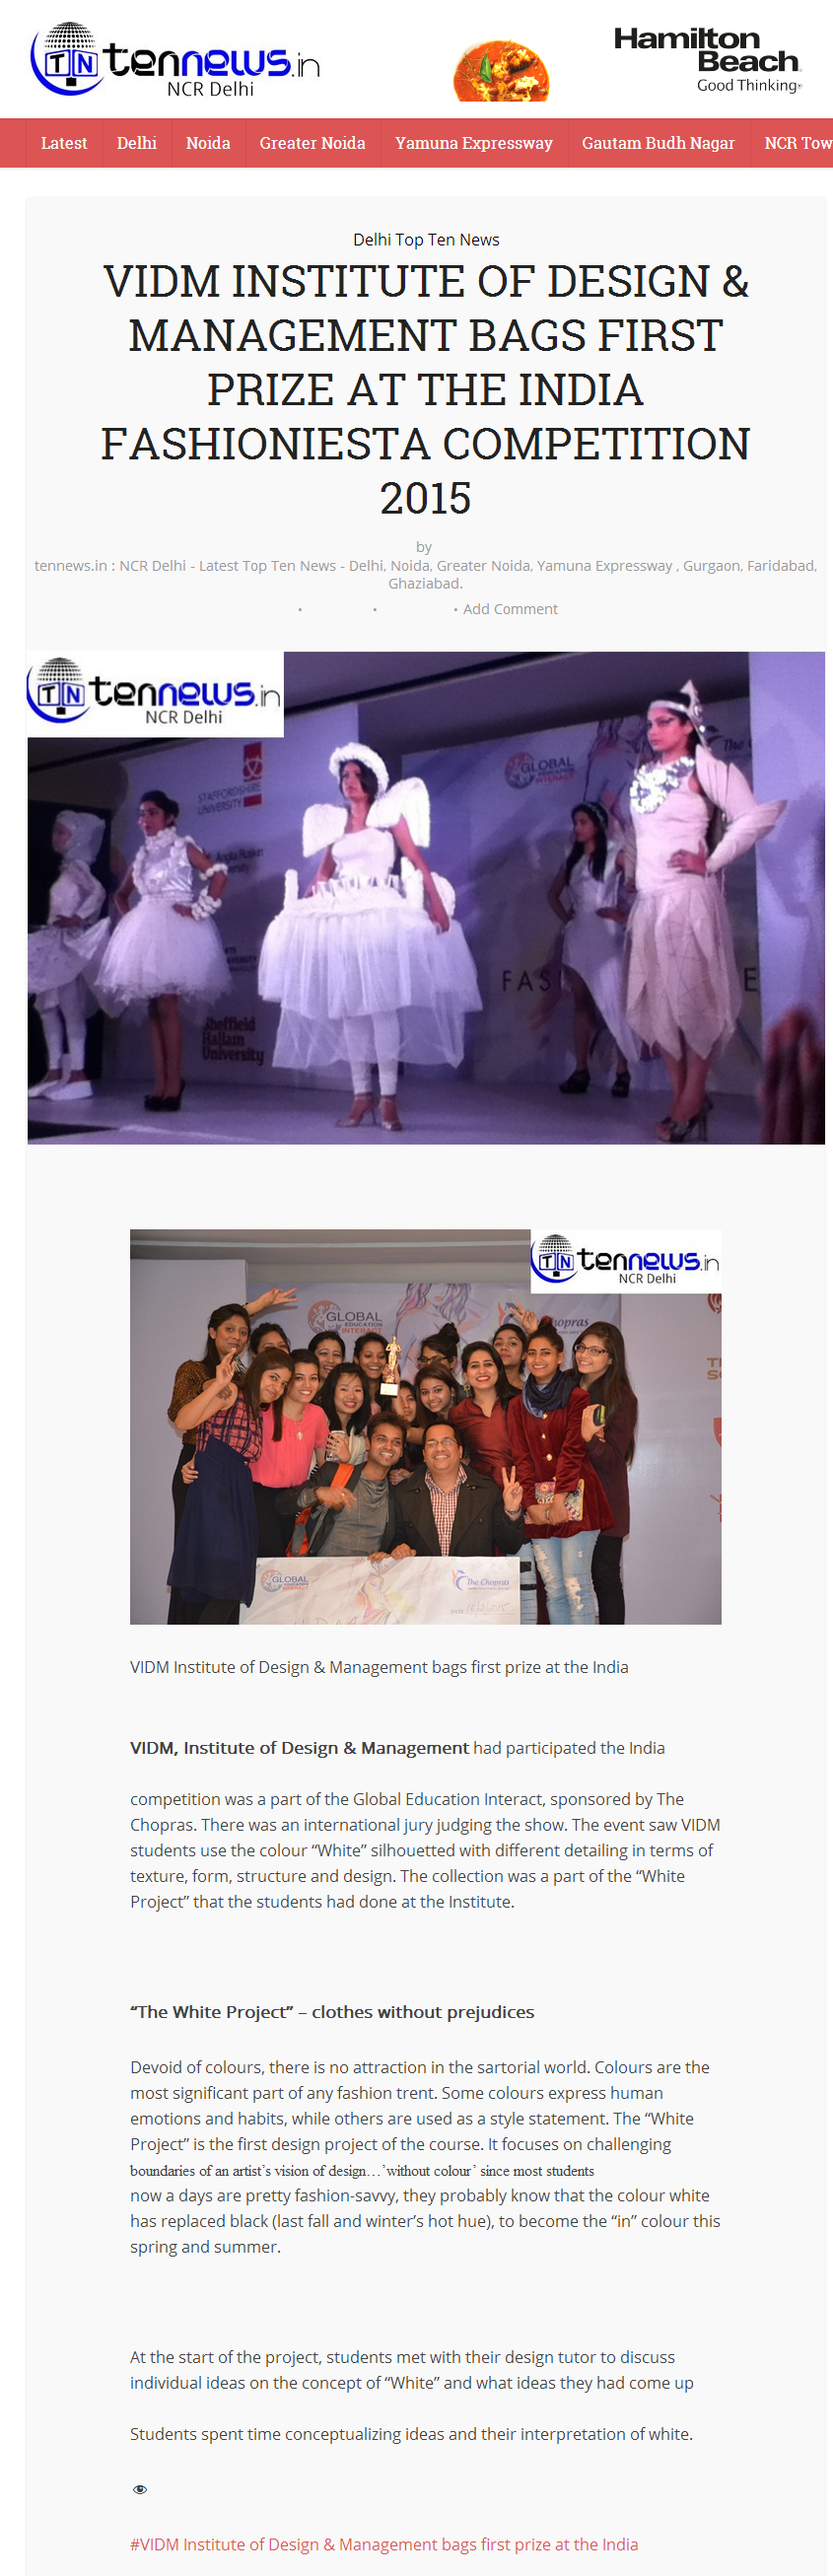 TN tennews.in
NCR Delhi
Hamilton
Beach
Good Thinking®
Latest Delhi Noida Greater Noida Yamuna Expressway Gautam Budh Nagar NCR Tow
Delhi Top Ten News
VIDM INSTITUTE OF DESIGN &
MANAGEMENT BAGS FIRST
PRIZE AT THE INDIA
FASHIONIESTA COMPETITION
2015
by
tennews.in : NCR Delhi - Latest Top Ten News - Delhi, Noida, Greater Noida, Yamuna Expressway , Gurgaon, Faridabad,
Ghaziabad.
• • • Add Comment
TN tennews.in
NCR Delhi
STAFFORDSHIRE
UNIVERSITY
GLOBAL
EDUCATION
INTERACT
The
Anglia Ruskin
University
FAS E
Sheffield
Hallam
University
TN tennews.in
NCR Delhi
GLOBAL
EDUCATION
INTERACT
Chopras
GLOBAL
EDUCATION
INTERACT
The Chopras
VIDM Institute of Design & Management bags first prize at the India
VIDM, Institute of Design & Management had participated the India
competition was a part of the Global Education Interact, sponsored by The
Chopras. There was an international jury judging the show. The event saw VIDM
students use the colour “White” silhouetted with different detailing in terms of
texture, form, structure and design. The collection was a part of the “White
Project” that the students had done at the Institute.
“The White Project” – clothes without prejudices
Devoid of colours, there is no attraction in the sartorial world. Colours are the
most significant part of any fashion trent. Some colours express human
emotions and habits, while others are used as a style statement. The “White
Project” is the first design project of the course. It focuses on challenging
boundaries of an artist’s vision of design…’without colour’ since most students
now a days are pretty fashion-savvy, they probably know that the colour white
has replaced black (last fall and winter’s hot hue), to become the “in” colour this
spring and summer.
At the start of the project, students met with their design tutor to discuss
individual ideas on the concept of “White” and what ideas they had come up
Students spent time conceptualizing ideas and their interpretation of white.
#VIDM Institute of Design & Management bags first prize at the India